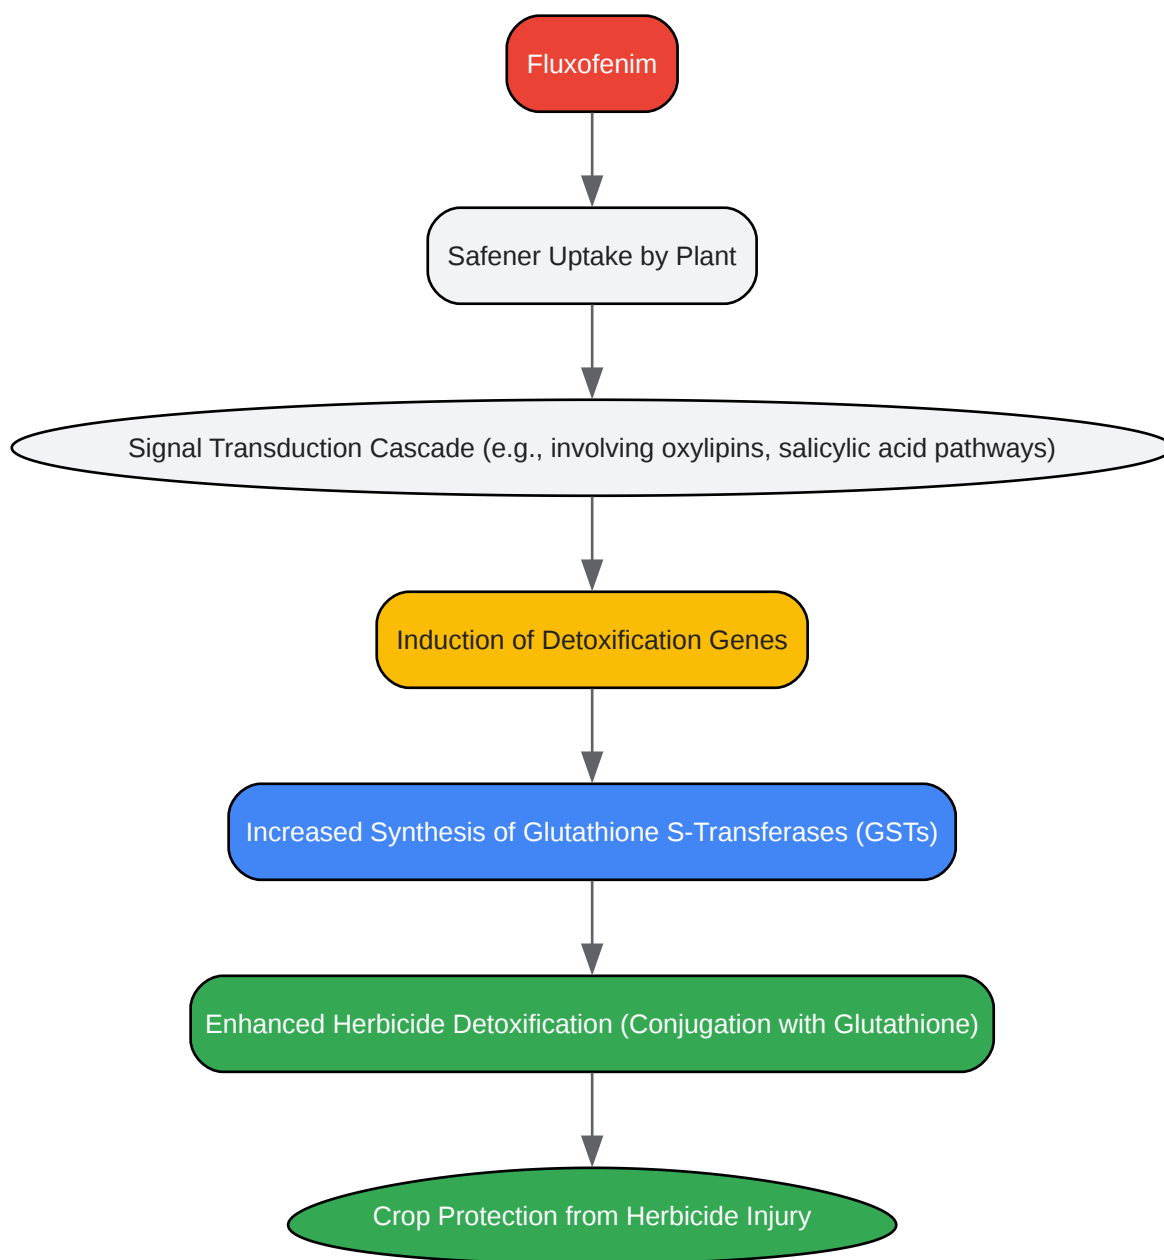 Fluxofenim
Safener Uptake by Plant
Signal Transduction Cascade (e.g., involving oxylipins, salicylic acid pathways)
Induction of Detoxification Genes
Increased Synthesis of Glutathione S-Transferases (GSTs)
Enhanced Herbicide Detoxification (Conjugation with Glutathione)
Crop Protection from Herbicide Injury